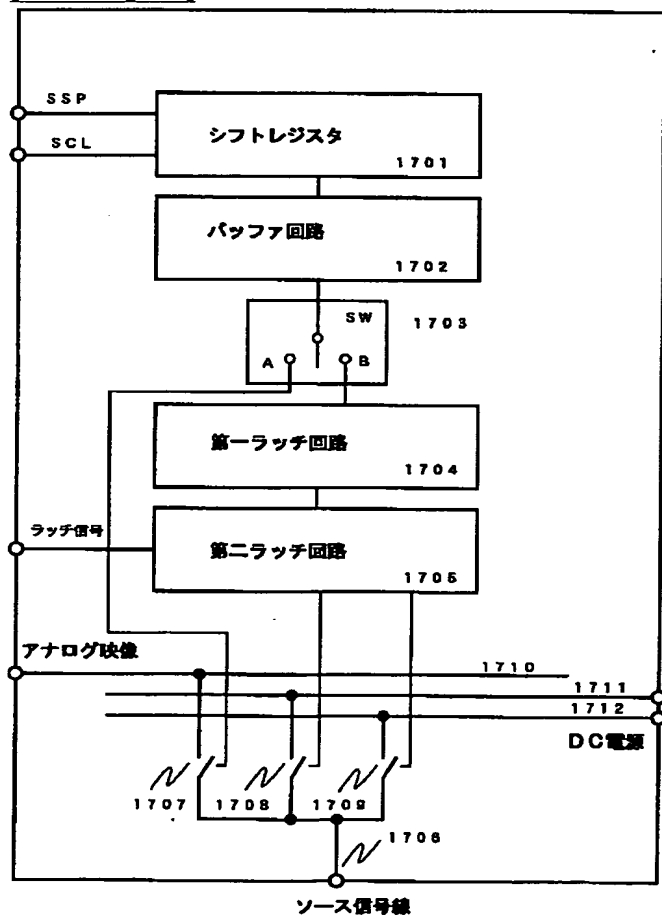 SSP
SCL
シフトレジスタ
1701
バッファ回路
1702
SW
1703
A
B
第一ラッチ回路
1704
ラッチ信号
第二ラッチ回路
1705
アナログ映像
1710
1711
1712
DC電源
1707
1708
1709
1706
ソース信号線